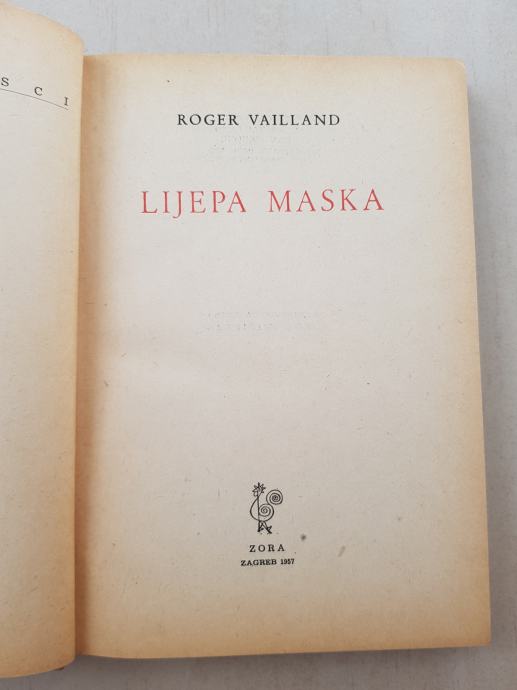 S C I
ROGER VAILLAND
LIJEPA MASKA
ZORA
ZAGREB 1957